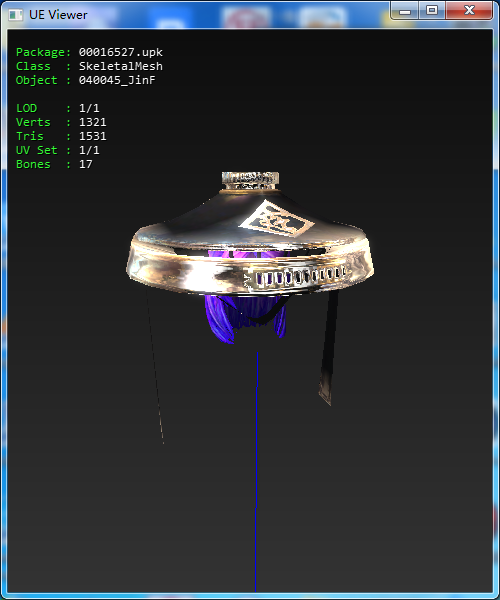 UE Viewer
Package: 00016527.upk
Class : SkeletalMesh
Object : 040045_JinF
LOD : 1/1
Verts : 1321
Tris : 1531
UV Set : 1/1
Bones : 17